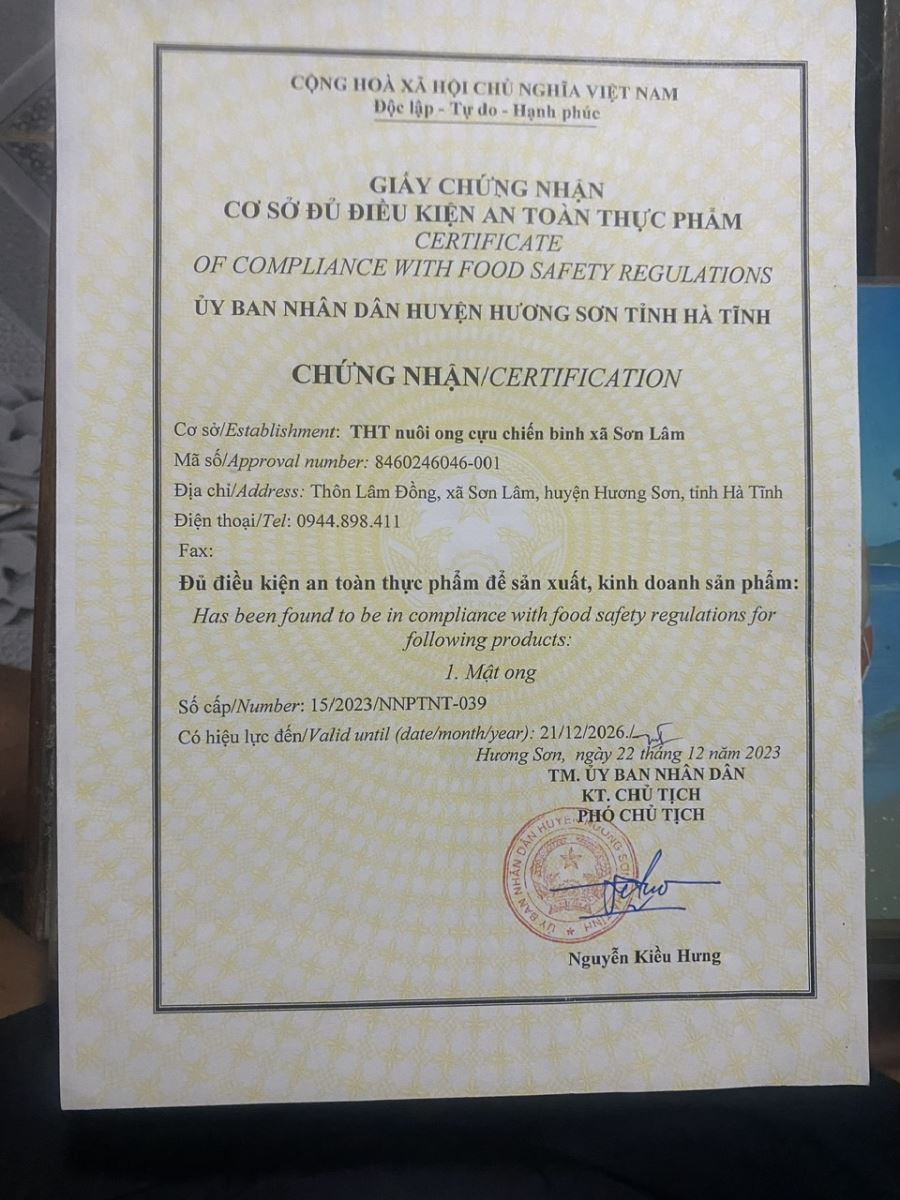 CỘNG HOÀ XÃ HỘI CHỦ NGHĨA VIỆT NAM
Độc lập - Tự do - Hạnh phúc
GIẤY CHỨNG NHẬN
CƠ SỞ ĐỦ ĐIỀU KIỆN AN TOÀN THỰC PHẨM
CERTIFICATE
OF COMPLIANCE WITH FOOD SAFETY REGULATIONS
ỦY BAN NHÂN DÂN HUYỆN HƯƠNG SƠN TỈNH HÀ TĨNH
CHỨNG NHẬN/CERTIFICATION
Cơ sở/Establishment: THT nuôi ong cựu chiến binh xã Sơn Lâm
Mã số/Approval number: 8460246046-001
Địa chỉ/Address: Thôn Lâm Đồng, xã Sơn Lâm, huyện Hương Sơn, tỉnh Hà Tĩnh
Điện thoại/Tel: 0944.898.411
Fax:
Đủ điều kiện an toàn thực phẩm để sản xuất, kinh doanh sản phẩm:
Has been found to be in compliance with food safety regulations for
following products:
1. Mật ong
Số cấp/Number: 15/2023/NNPTNT-039
Có hiệu lực đến/Valid until (date/month/year): 21/12/2026./.
Hương Sơn, ngày 22 tháng 12 năm 2023
TM. ỦY BAN NHÂN DÂN
KT. CHỦ TỊCH
PHÓ CHỦ TỊCH
ỦY BAN NHÂN DÂN HUYỆN HƯƠNG SƠN
Nguyễn Kiều Hưng